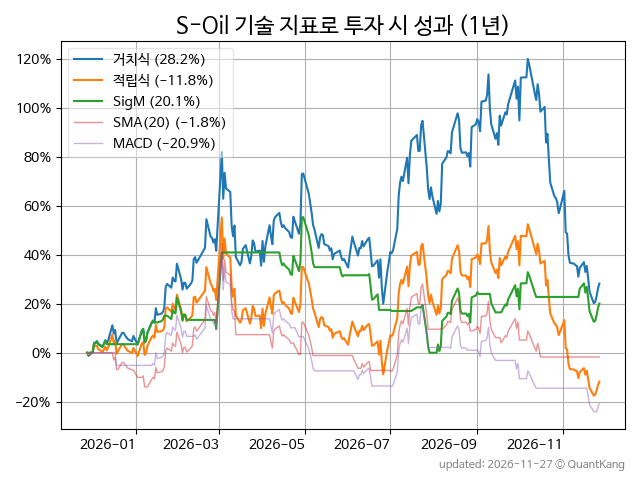 S-Oil 기술 지표로 투자 시 성과 (1년)
120%
100%
80%
60%
40%
20%
0%
−20%
거치식 (28.2%)
적립식 (−11.8%)
SigM (20.1%)
SMA(20) (−1.8%)
MACD (−20.9%)
2026-01
2026-03
2026-05
2026-07
2026-09
2026-11
updated: 2026-11-27 © QuantKang